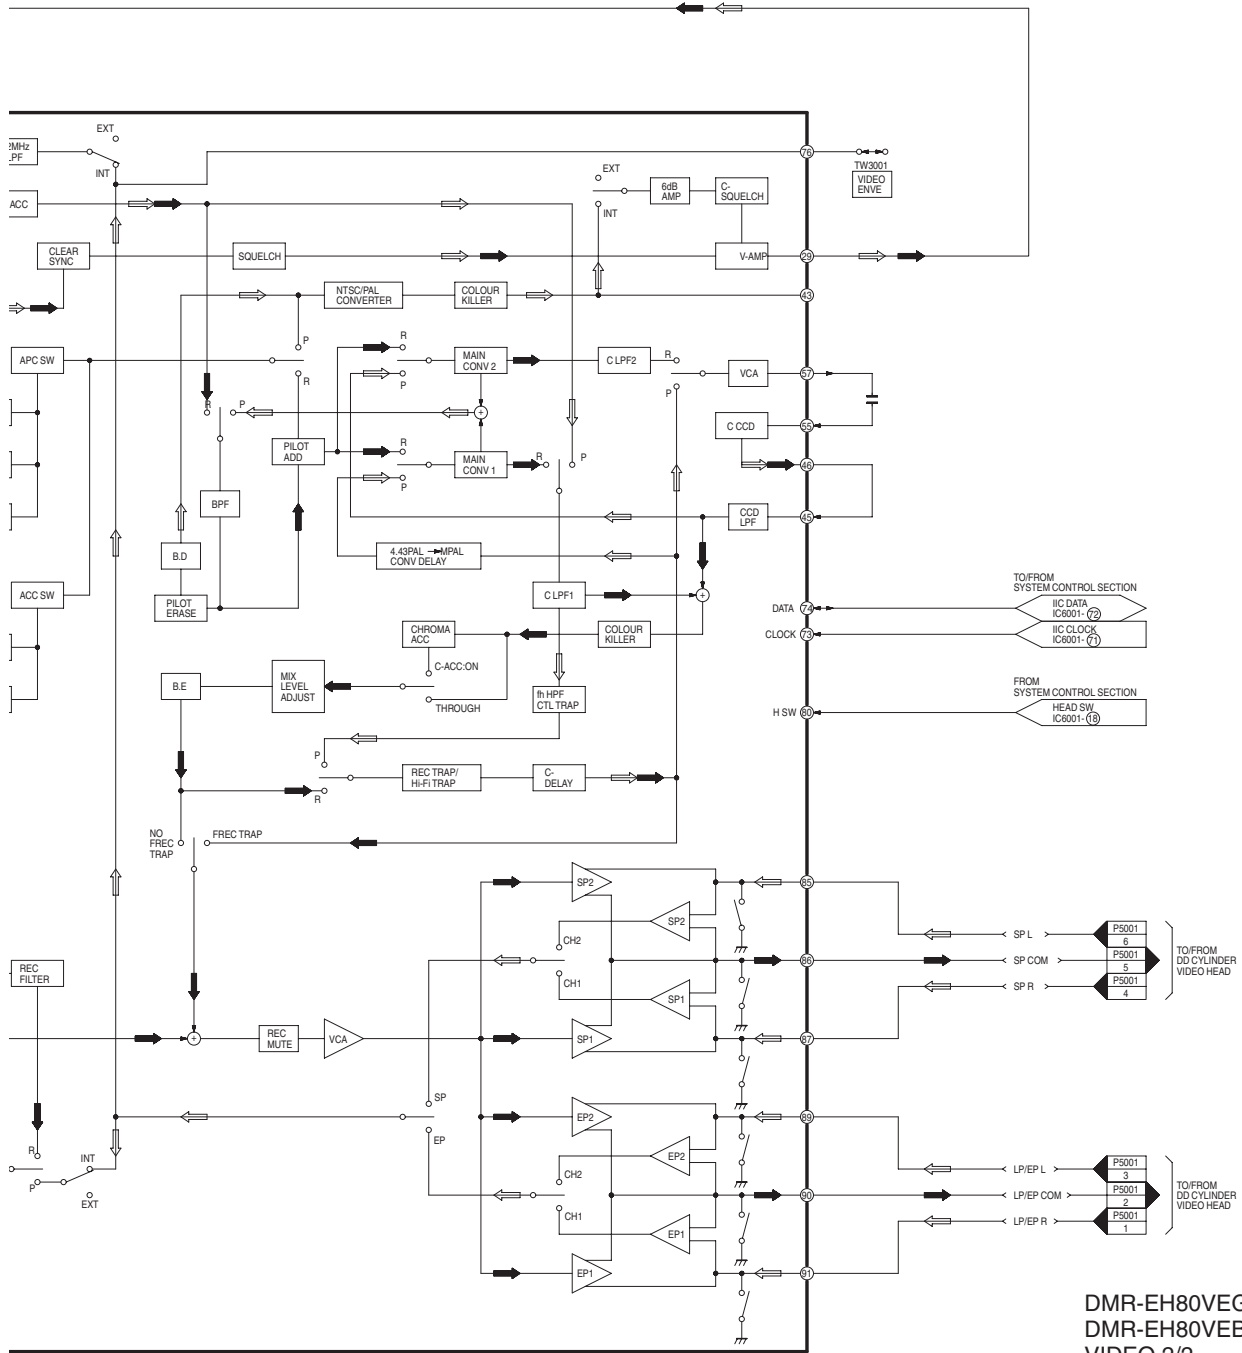 EXT
INT
LPF
ACC
76
TW3001
VIDEO
ENVE
EXT
INT
6dB
AMP
C-
SQUELCH
CLEAR
SYNC
SQUELCH
V-AMP
29
NTSC/PAL
CONVERTER
COLOUR
KILLER
43
APC SW
P
R
R
P
MAIN
CONV 2
C LPF2
R
P
VCA
57
R
P
C CCD
55
PILOT
ADD
R
P
MAIN
CONV 1
R
P
46
BPF
CCD
LPF
45
B.D
4.43PAL
MPAL
CONV DELAY
ACC SW
PILOT
ERASE
C LPF1
TO/FROM
SYSTEM CONTROL SECTION
DATA
74
IIC DATA
IC6001- 72
CLOCK
73
IIC CLOCK
IC6001- 71
CHROMA
ACC
COLOUR
KILLER
C-ACC:ON
THROUGH
B.E
MIX
LEVEL
ADJUST
fh HPF
CTL TRAP
FROM
SYSTEM CONTROL SECTION
H SW
80
HEAD SW
IC6001- 18
P
R
REC TRAP/
Hi-Fi TRAP
C-
DELAY
NO
FREC
TRAP
FREC TRAP
SP2
85
SP2
CH2
CH1
SP L
P5001
6
86
SP COM
P5001
5
SP1
SP R
P5001
4
TO/FROM
DD CYLINDER
VIDEO HEAD
REC
FILTER
REC
MUTE
VCA
SP1
87
SP
EP
EP2
89
EP2
CH2
CH1
LP/EP L
P5001
3
90
LP/EP COM
P5001
2
EP1
LP/EP R
P5001
1
TO/FROM
DD CYLINDER
VIDEO HEAD
R
P
INT
EXT
EP1
91
DMR-EH80VEG
DMR-EH80VEB
VIDEO 2/2